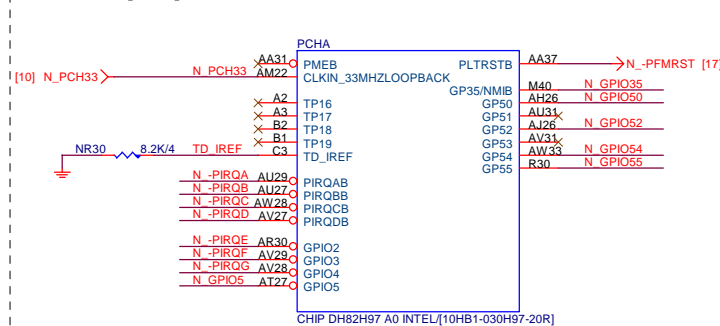 PCHA
AA31 PMEB PLTRSTB AA37 N_-PFMRST [17]
[10] N_PCH33 N_PCH33 AM22 CLKIN_33MHZLOOPBACK
GP35/NMIB M40 N_GPIO35
A2 TP16 GP50 AH26 N_GPIO50
A3 TP17 GP51 AU31
B2 TP18 GP52 AJ26 N_GPIO52
B1 TP19 GP53 AV31
NR30 8.2K/4 TD_IREF C3 TD_IREF GP54 AW33 N_GPIO54
GP55 R30 N_GPIO55
N_-PIRQA AU29 PIRQAB
N_-PIRQB AU27 PIRQBB
N_-PIRQC AW28 PIRQCB
N_-PIRQD AV27 PIRQDB
N_-PIRQE AR30 GPIO2
N_-PIRQF AV29 GPIO3
N_-PIRQG AV28 GPIO4
N_GPIO5 AT27 GPIO5
CHIP DH82H97 A0 INTEL/[10HB1-030H97-20R]